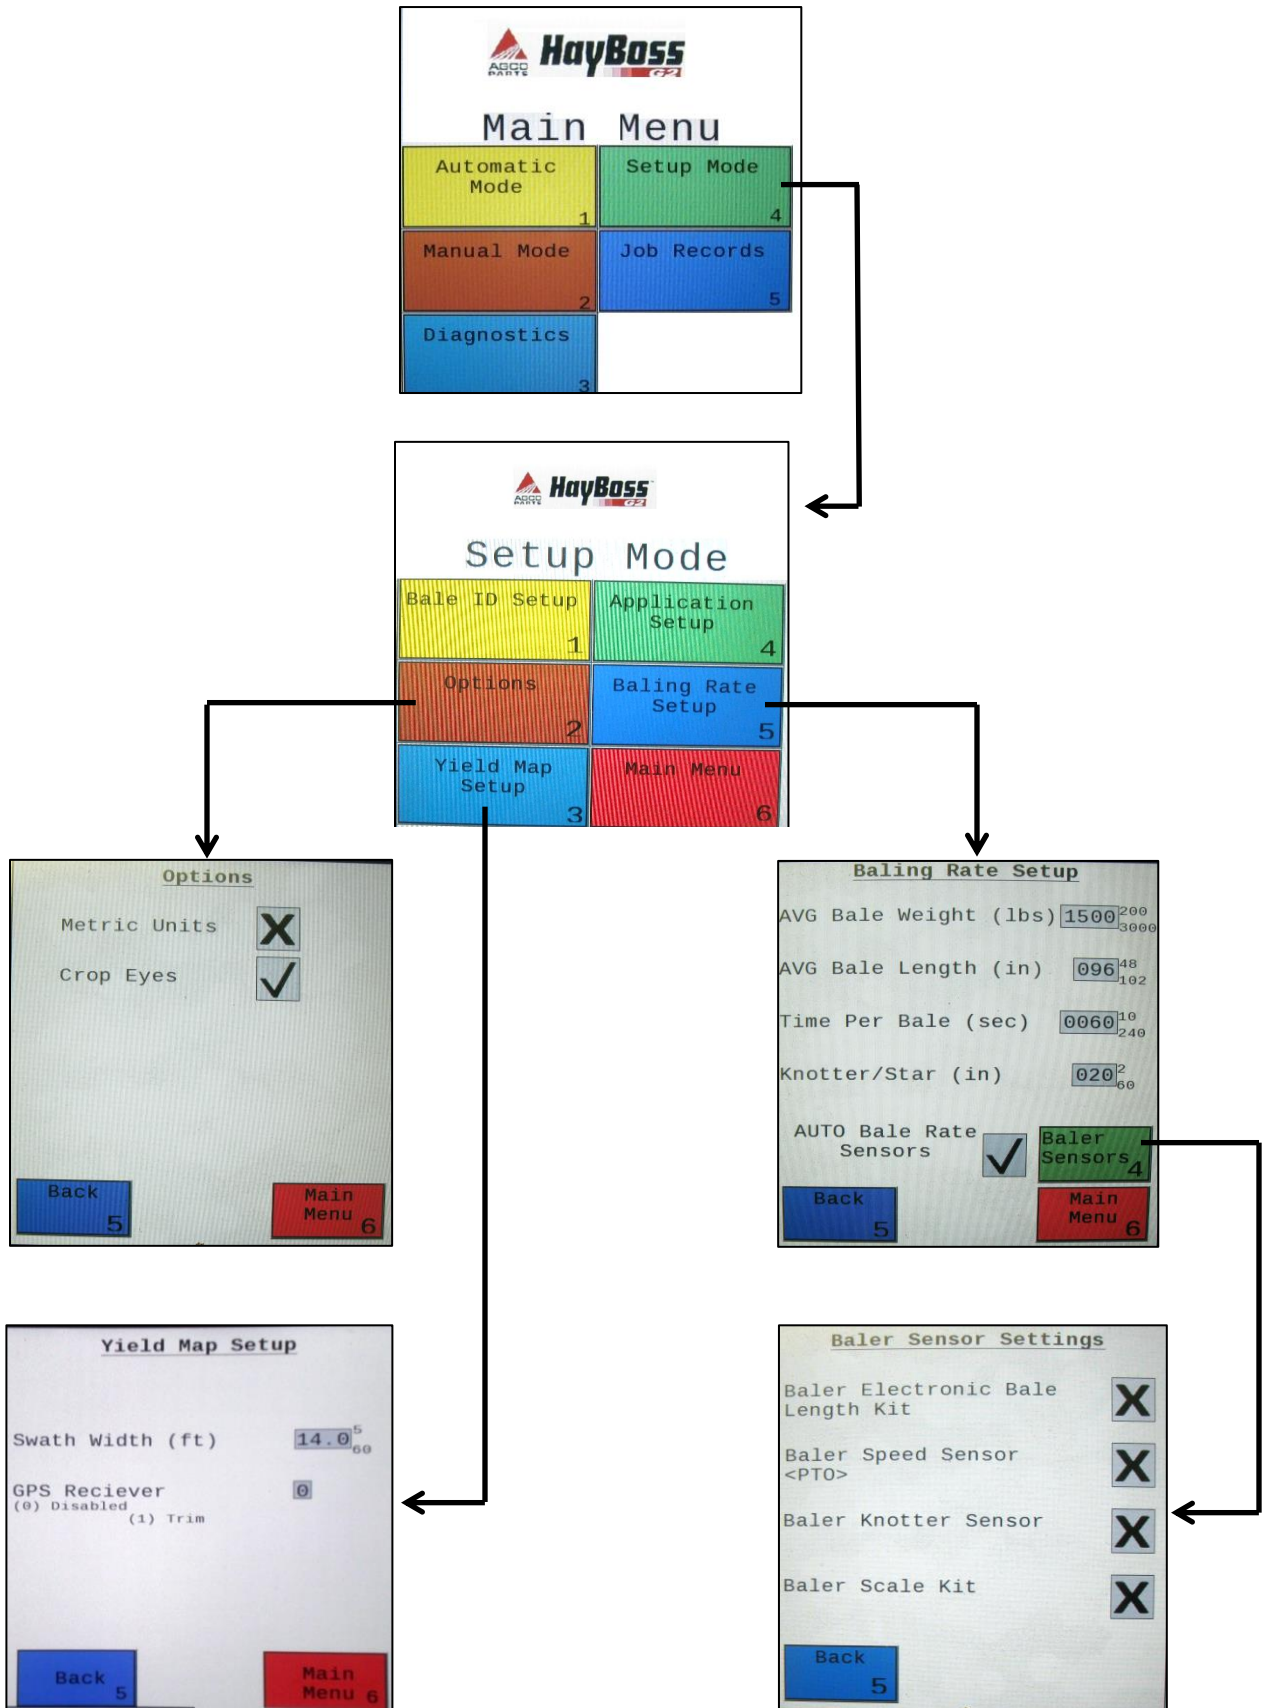 AGCO
PARTS
HayBoss
G2
Main Menu
Automatic
Mode
1
Setup Mode
4
Manual Mode
2
Job Records
5
Diagnostics
3
AGCO
PARTS
HayBoss
G2
Setup Mode
Bale ID Setup
1
Application
Setup
4
Options
2
Baling Rate
Setup
5
Yield Map
Setup
3
Main Menu
6
Options
Metric Units X
Crop Eyes
Back
5
Main
Menu 6
Baling Rate Setup
AVG Bale Weight (lbs) 1500 200
3000
AVG Bale Length (in) 096 48
102
Time Per Bale (sec) 0060 10
240
Knotter/Star (in) 020 2
60
AUTO Bale Rate
Sensors
Baler
Sensors 4
Back
5
Main
Menu 6
Yield Map Setup
Swath Width (ft) 14.0 5
60
GPS Reciever 0
(0) Disabled
(1) Trim
Back
5
Main
Menu 6
Baler Sensor Settings
Baler Electronic Bale
Length Kit X
Baler Speed Sensor
<PTO> X
Baler Knotter Sensor X
Baler Scale Kit X
Back
5